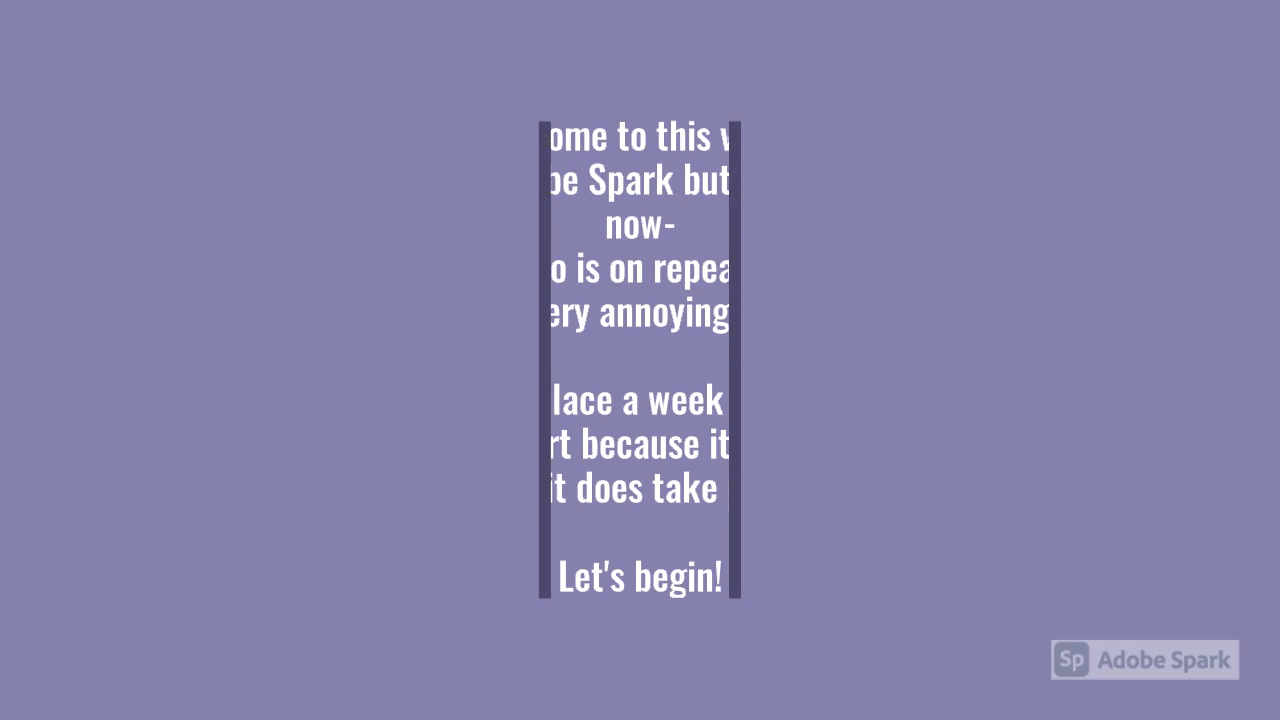 ome to this
be Spark but
now-
o is on repea
ery annoying
lace a week
rt because it
it does take
Let's begin!
Sp Adobe Spark